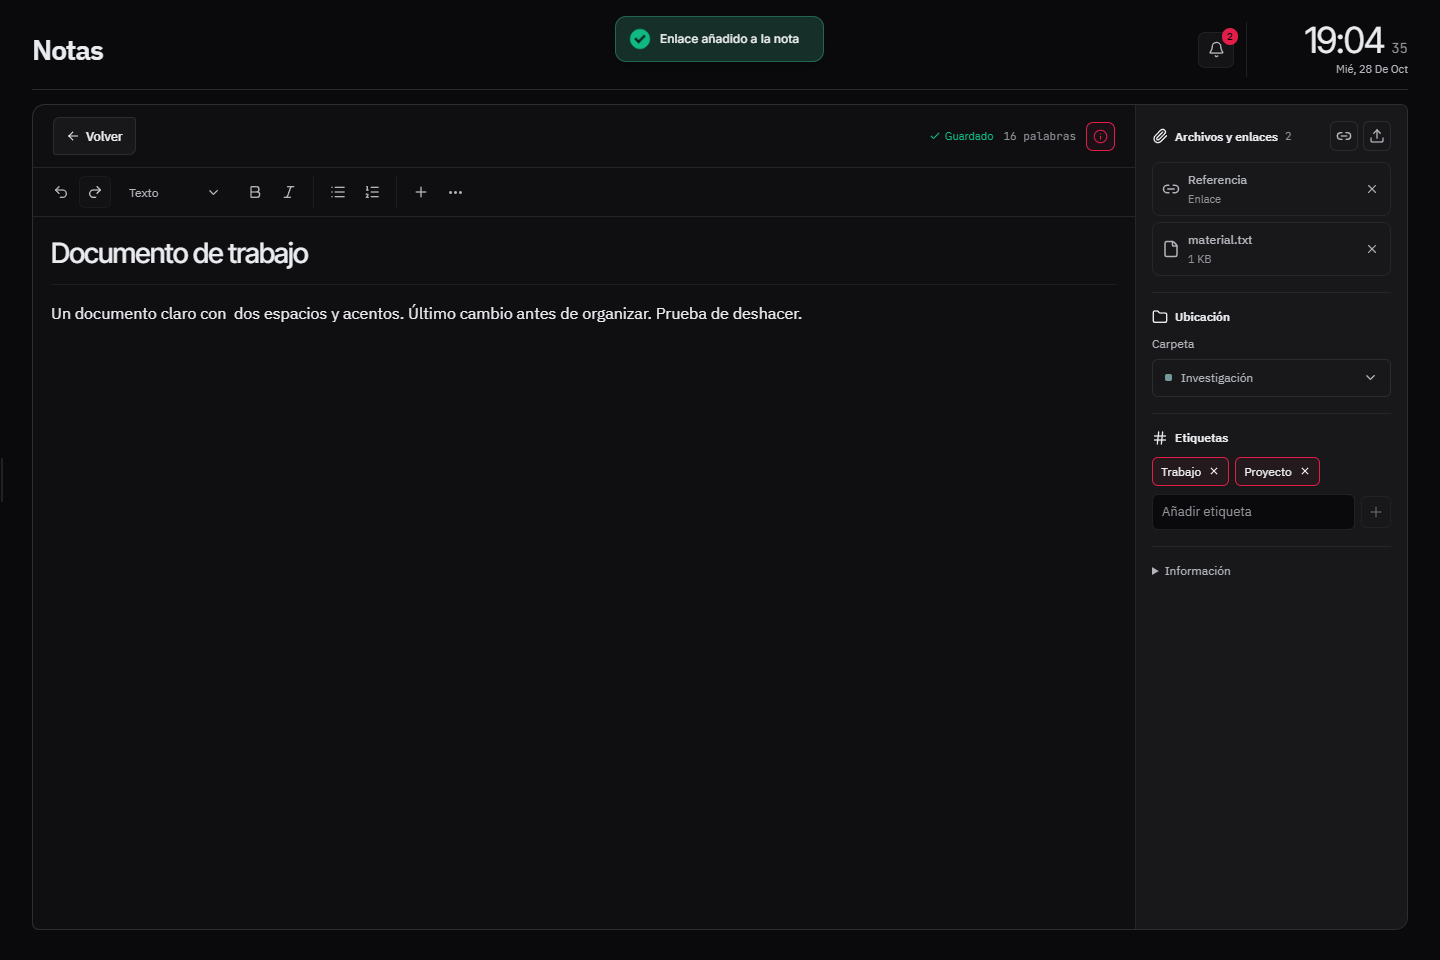 Notas
Enlace añadido a la nota
2
19:04 35
Mié, 28 De Oct
Volver
Guardado 16 palabras
Texto
Documento de trabajo
Un documento claro con  dos espacios y acentos. Último cambio antes de organizar. Prueba de deshacer.
Archivos y enlaces 2
Referencia
Enlace
material.txt
1 KB
Ubicación
Carpeta
Investigación
Etiquetas
Trabajo Proyecto
Añadir etiqueta
Información